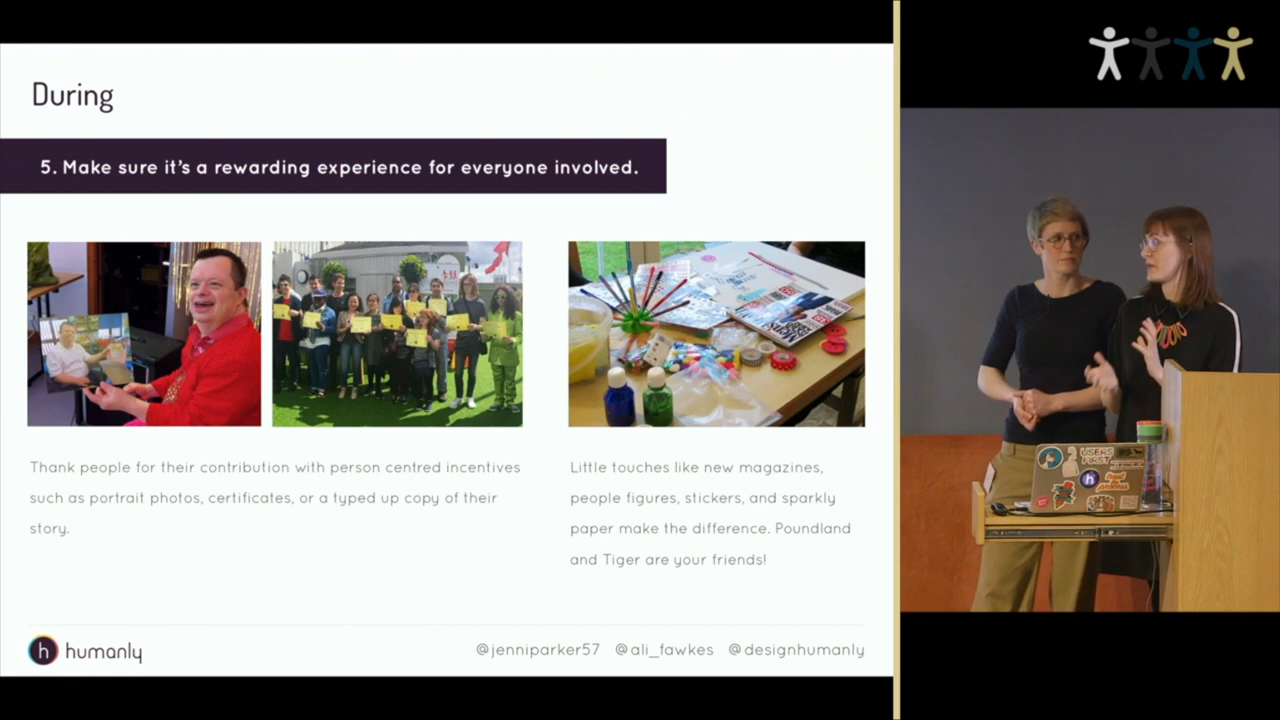 During
5. Make sure it's a rewarding experience for everyone involved.
Thank people for their contribution with person centred incentives
such as portrait photos, certificates, or a typed up copy of their
story.
Little touches like new magazines,
people figures, stickers, and sparkly
paper make the difference. Poundland
and Tiger are your friends!
h humanly
@jenniparker57 @ali_fawkes @designhumanly
USERS
FIRST
h